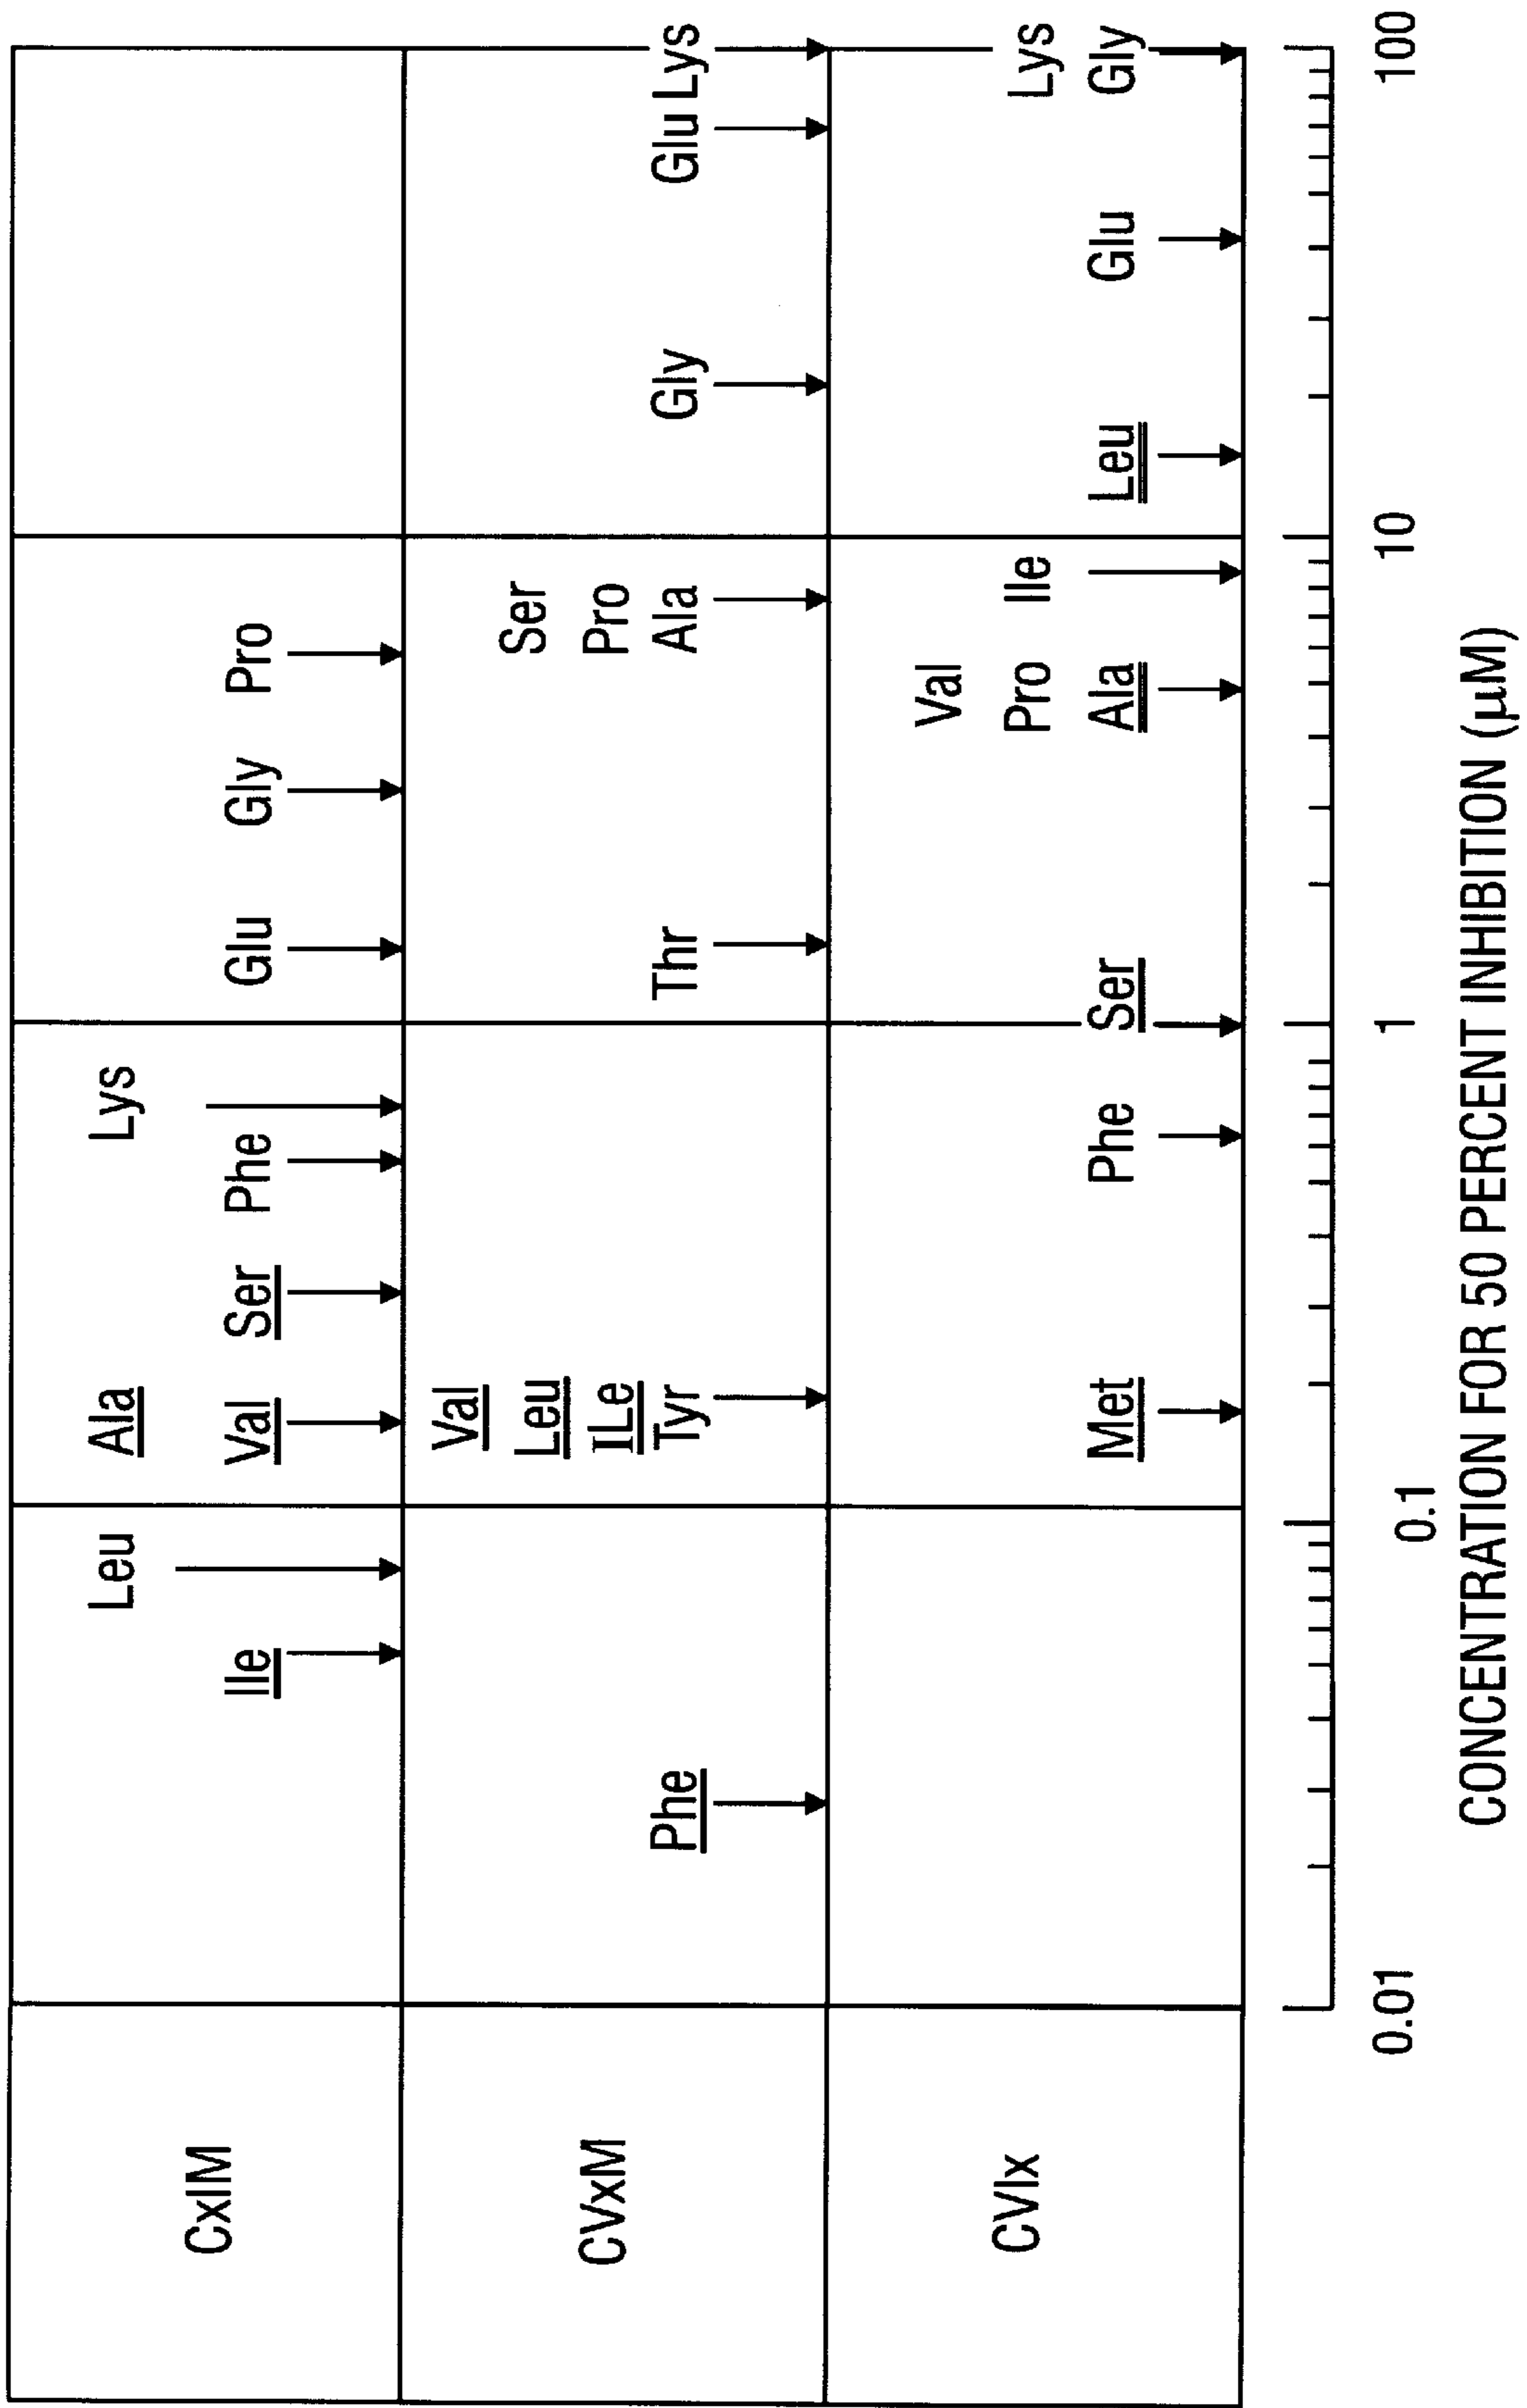 CxIM
Ile
Leu
Ala
Val
Ser
Phe
Lys
Glu
Gly
Pro
CVxM
Phe
Val
Leu
ILe
Tyr
Thr
Ser
Pro
Ala
Gly
Glu
Lys
CVIx
Met
Phe
Ser
Val
Pro
Ala
Ile
Leu
Glu
Lys
Gly
0.01
0.1
1
10
100
CONCENTRATION FOR 50 PERCENT INHIBITION (µM)